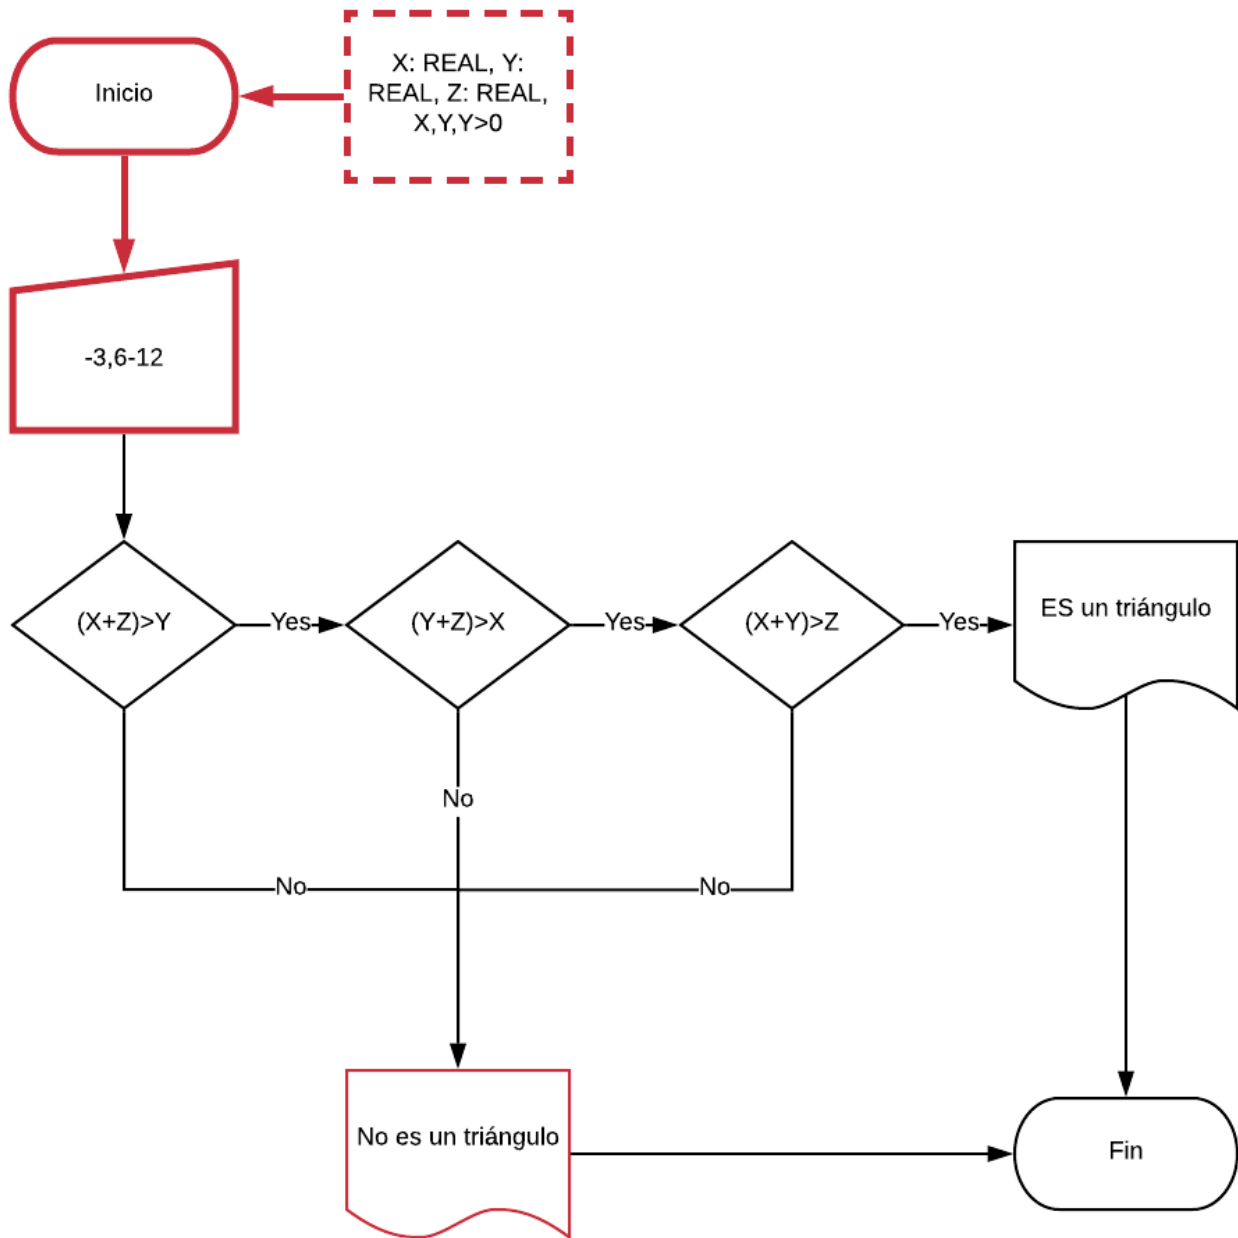 Inicio
X: REAL, Y:
REAL, Z: REAL,
X,Y,Y>0
-3,6-12
(X+Z)>Y
Yes
(Y+Z)>X
Yes
(X+Y)>Z
Yes
ES un triángulo
No
No
No
No es un triángulo
Fin